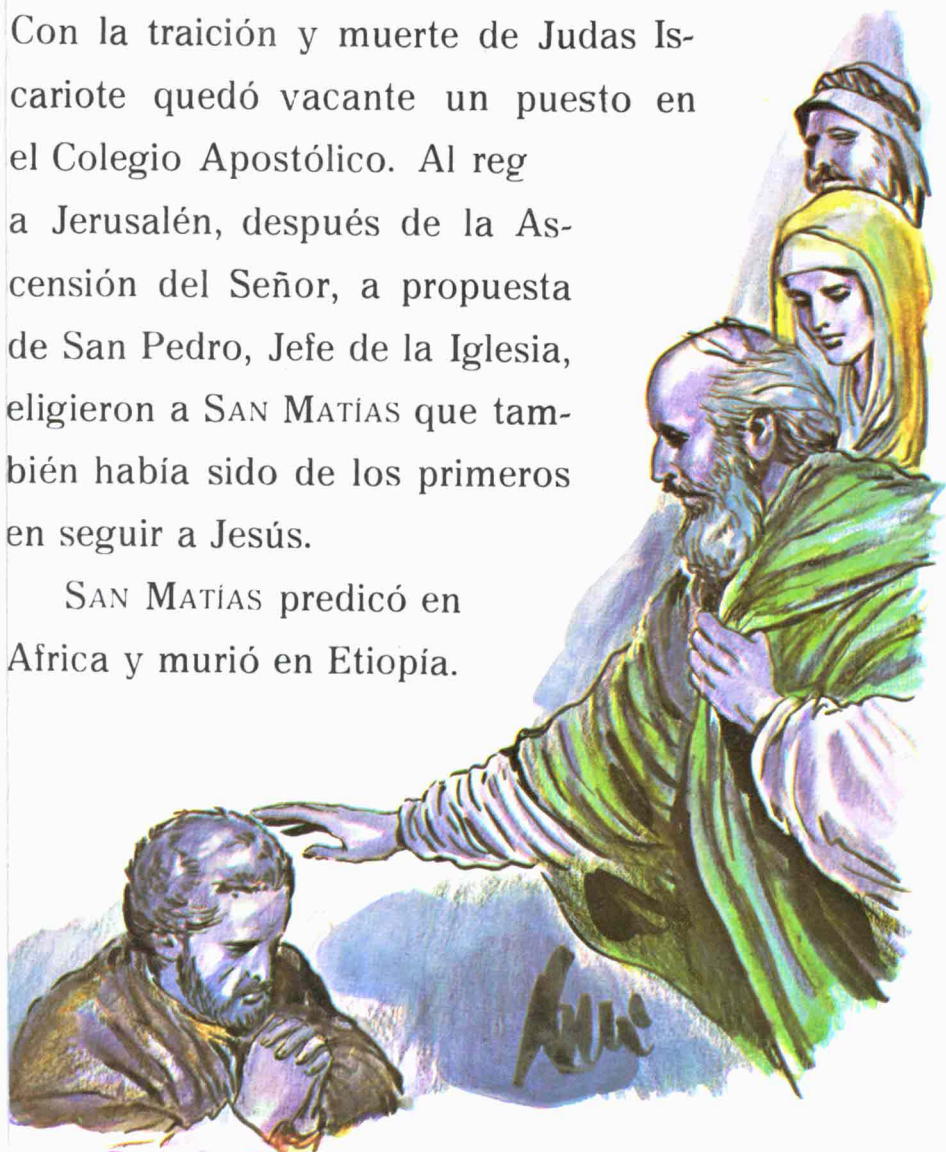 Con la traición y muerte de Judas Is-
cariote quedó vacante un puesto en
el Colegio Apostólico. Al reg
a Jerusalén, después de la As-
censión del Señor, a propuesta
de San Pedro, Jefe de la Iglesia,
eligieron a SAN MATÍAS que tam-
bién había sido de los primeros
en seguir a Jesús.
SAN MATÍAS predicó en
Africa y murió en Etiopía.